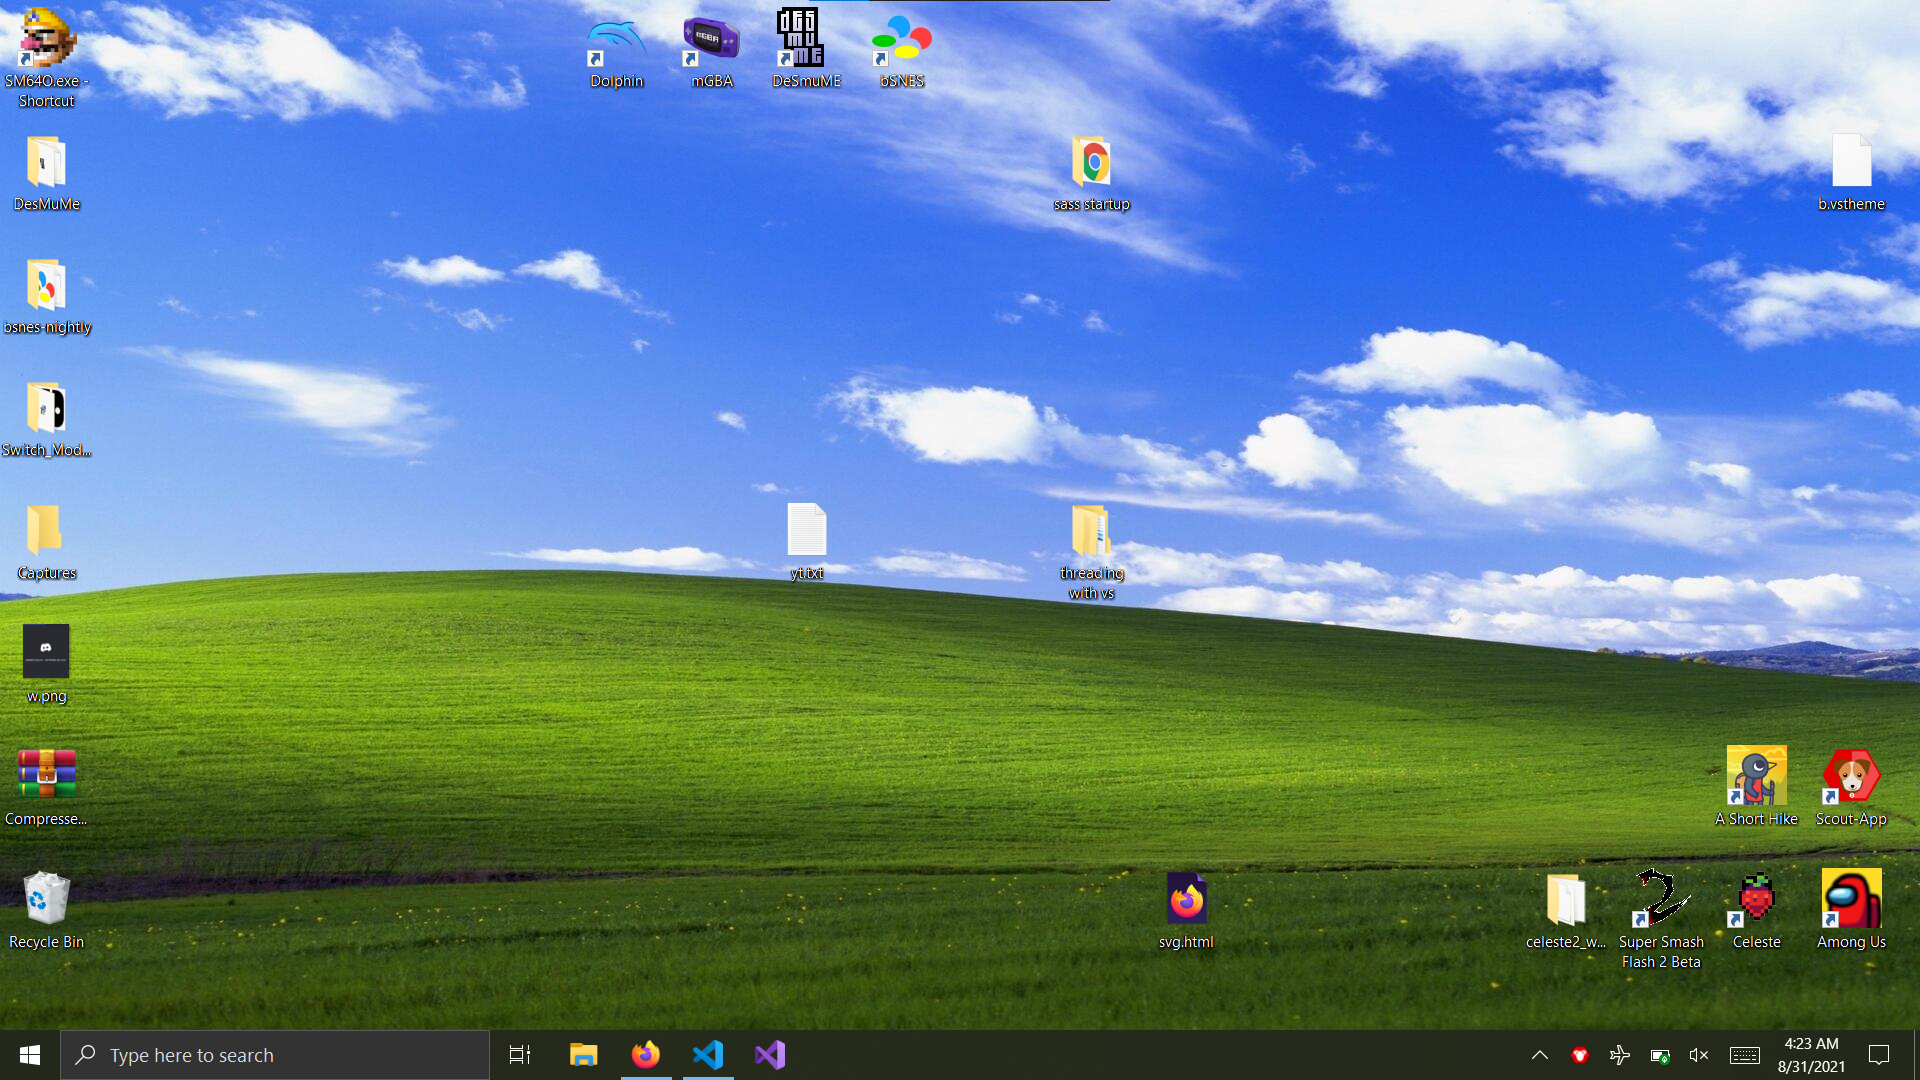 SM64O.exe -
Shortcut
Dolphin
mGBA
DeSmuME
bSNES
DesMuMe
sass startup
b.vstheme
bsnes-nightly
Switch_Mod...
Captures
yt.txt
threading
with vs
w.png
Compresse...
A Short Hike
Scout-App
Recycle Bin
svg.html
celeste2_w...
Super Smash
Flash 2 Beta
Celeste
Among Us
Type here to search
4:23 AM
8/31/2021